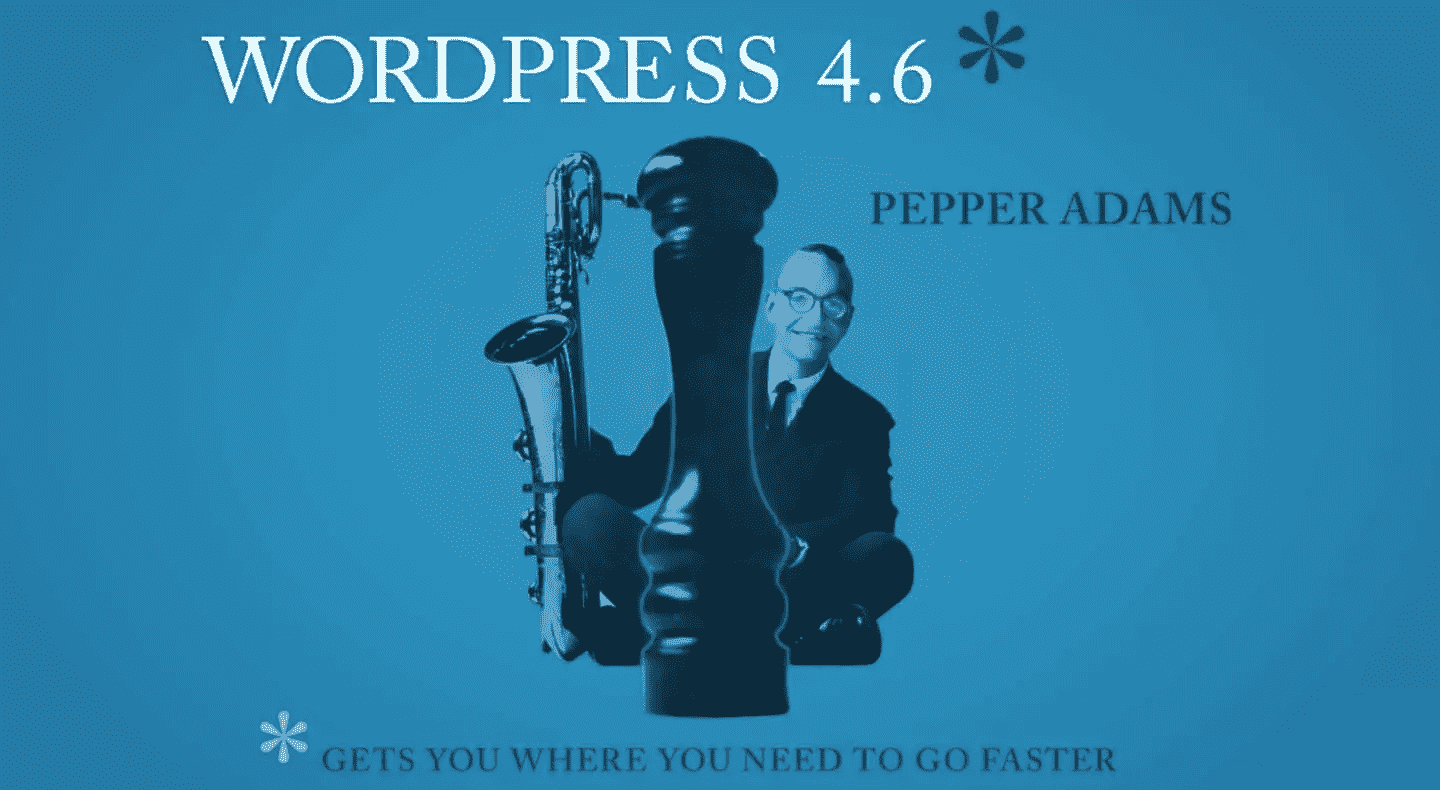 WORDPRESS 4.6 *
PEPPER ADAMS
* GETS YOU WHERE YOU NEED TO GO FASTER